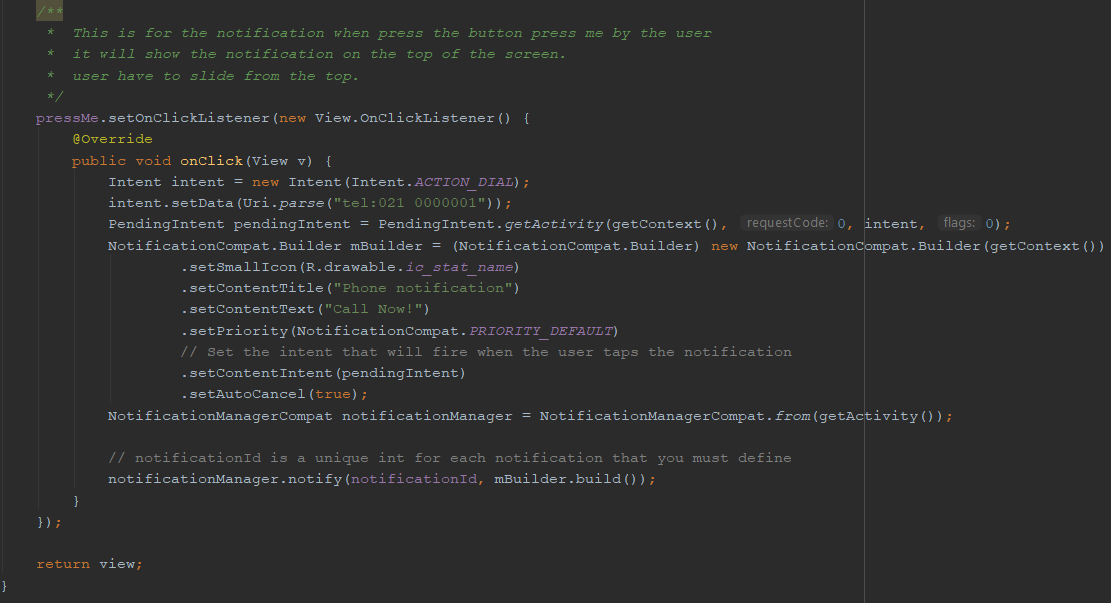 /**
 *  This is for the notification when press the button press me by the user
 *  it will show the notification on the top of the screen.
 *  user have to slide from the top.
 */
pressMe.setOnClickListener(new View.OnClickListener() {
    @Override
    public void onClick(View v) {
        Intent intent = new Intent(Intent.ACTION_DIAL);
        intent.setData(Uri.parse("tel:021 0000001"));
        PendingIntent pendingIntent = PendingIntent.getActivity(getContext(), requestCode: 0, intent, flags: 0);
        NotificationCompat.Builder mBuilder = (NotificationCompat.Builder) new NotificationCompat.Builder(getContext())
                .setSmallIcon(R.drawable.ic_stat_name)
                .setContentTitle("Phone notification")
                .setContentText("Call Now!")
                .setPriority(NotificationCompat.PRIORITY_DEFAULT)
                // Set the intent that will fire when the user taps the notification
                .setContentIntent(pendingIntent)
                .setAutoCancel(true);
        NotificationManagerCompat notificationManager = NotificationManagerCompat.from(getActivity());

        // notificationId is a unique int for each notification that you must define
        notificationManager.notify(notificationId, mBuilder.build());
    }
});

return view;
}